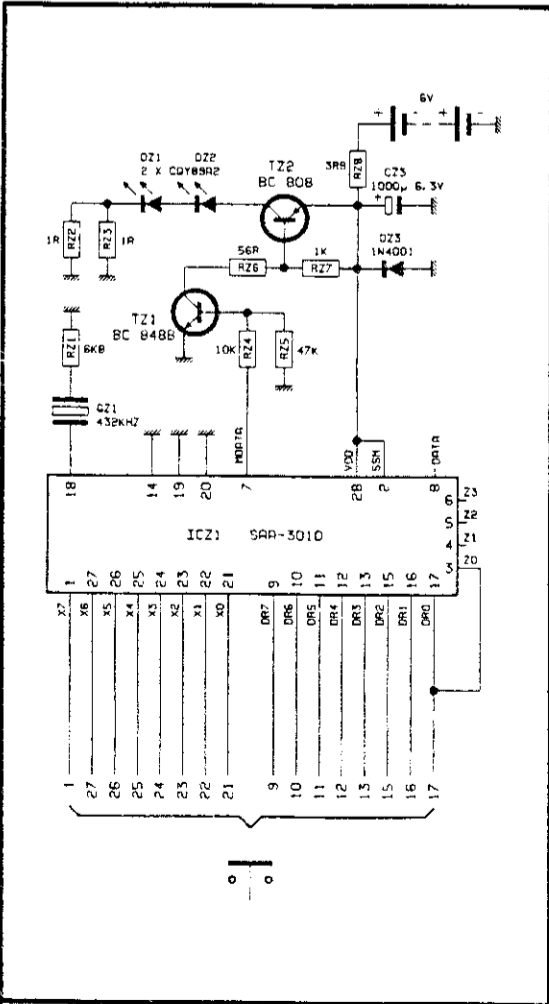 6V
DZ1
DZ2
2 X CQY89A2
TZ2
BC 808
3R9
RZ8
CZ3
1000µ 6.3V
+
-
+
-
+
1R
RZ2
RZ3
1R
56R
RZ6
1K
RZ7
DZ3
1N4001
TZ1
BC 848B
RZ1
6K8
10K
RZ4
RZ5
47K
QZ1
432KHZ
MDATA
VDD
SSM
DATA
18
14
19
20
7
28
2
8
6
Z3
5
Z2
4
Z1
3
Z0
ICZ1 SAA-3010
1
27
26
25
24
23
22
21
9
10
11
12
13
15
16
17
X7
X6
X5
X4
X3
X2
X1
X0
DR7
DR6
DR5
DR4
DR3
DR2
DR1
DR0
1
27
26
25
24
23
22
21
9
10
11
12
13
15
16
17